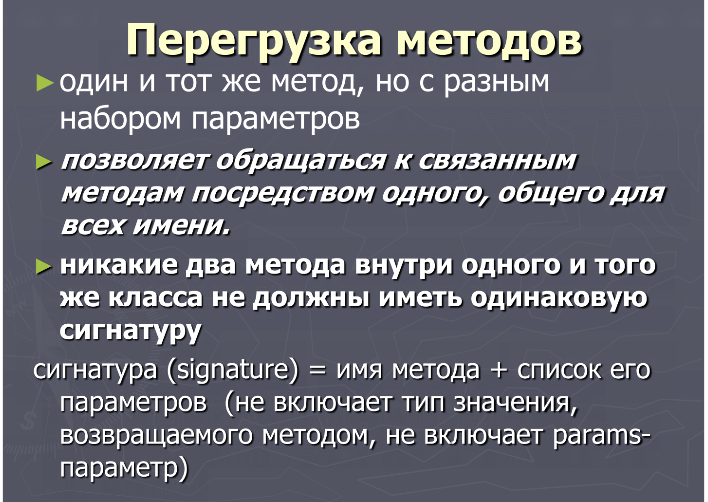 Перегрузка методов
► один и тот же метод, но с разным
набором параметров
► позволяет обращаться к связанным
методам посредством одного, общего для
всех имени.
► никакие два метода внутри одного и того
же класса не должны иметь одинаковую
сигнатуру
сигнатура (signature) = имя метода + список его
параметров (не включает тип значения,
возвращаемого методом, не включает params-
параметр)